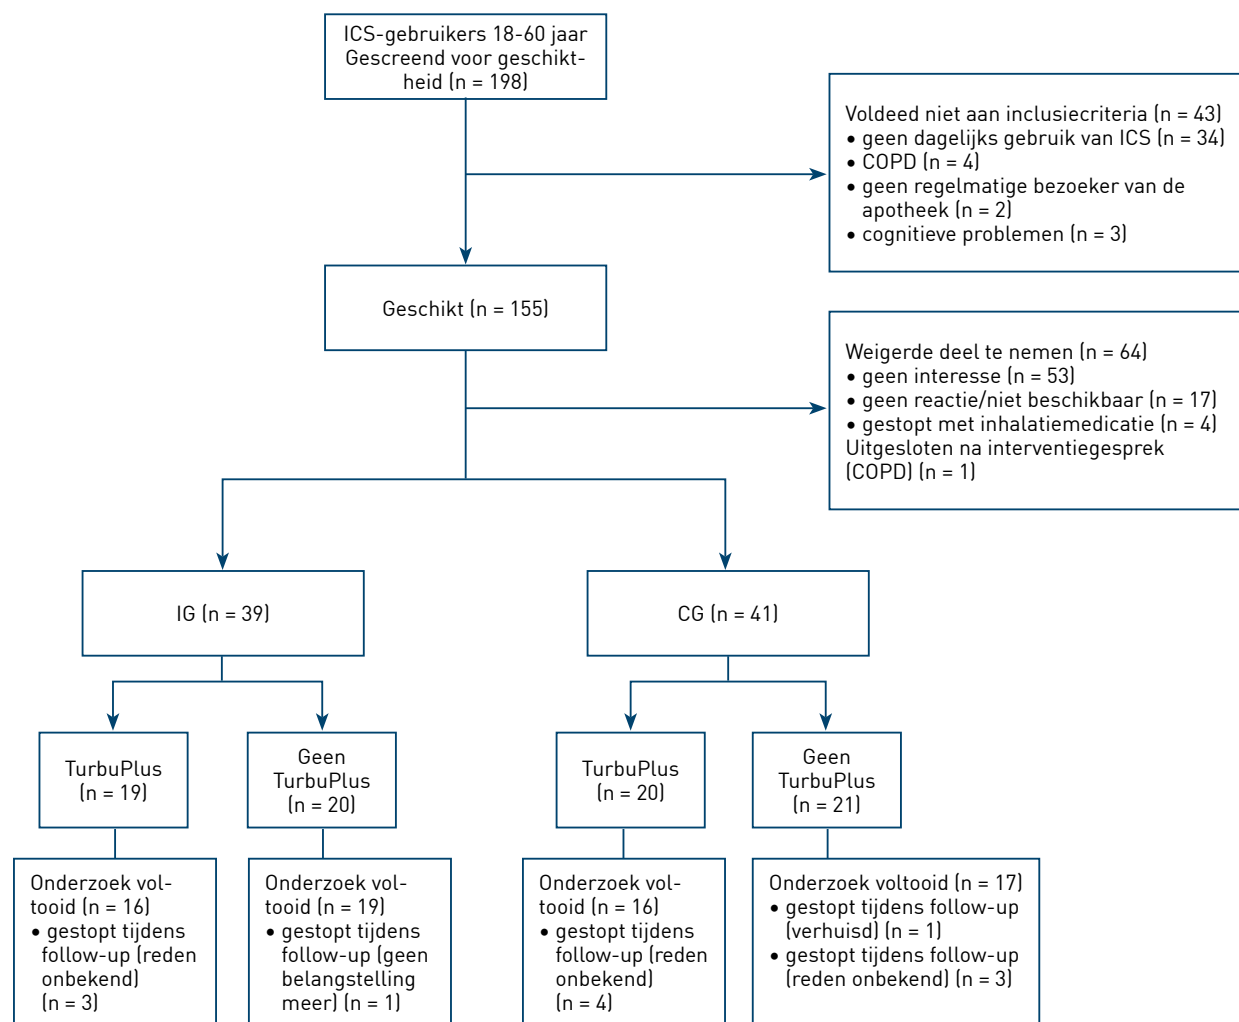 ICS-gebruikers 18-60 jaar
Gescreend voor geschikt-
heid (n = 198)
Voldeed niet aan inclusiecriteria (n = 43)
• geen dagelijks gebruik van ICS (n = 34)
• COPD (n = 4)
• geen regelmatige bezoeker van de
apotheek (n = 2)
• cognitieve problemen (n = 3)
Geschikt (n = 155)
Weigerde deel te nemen (n = 64)
• geen interesse (n = 53)
• geen reactie/niet beschikbaar (n = 17)
• gestopt met inhalatiemedicatie (n = 4)
Uitgesloten na interventiegesprek
(COPD) (n = 1)
IG (n = 39)
CG (n = 41)
TurbuPlus
(n = 19)
Geen
TurbuPlus
(n = 20)
TurbuPlus
(n = 20)
Geen
TurbuPlus
(n = 21)
Onderzoek vol-
tooid (n = 16)
• gestopt tijdens
follow-up (reden
onbekend)
(n = 3)
Onderzoek vol-
tooid (n = 19)
• gestopt tijdens
follow-up (geen
belangstelling
meer) (n = 1)
Onderzoek vol-
tooid (n = 16)
• gestopt tijdens
follow-up (reden
onbekend)
(n = 4)
Onderzoek voltooid (n = 17)
• gestopt tijdens follow-up
(verhuisd) (n = 1)
• gestopt tijdens follow-up
(reden onbekend) (n = 3)